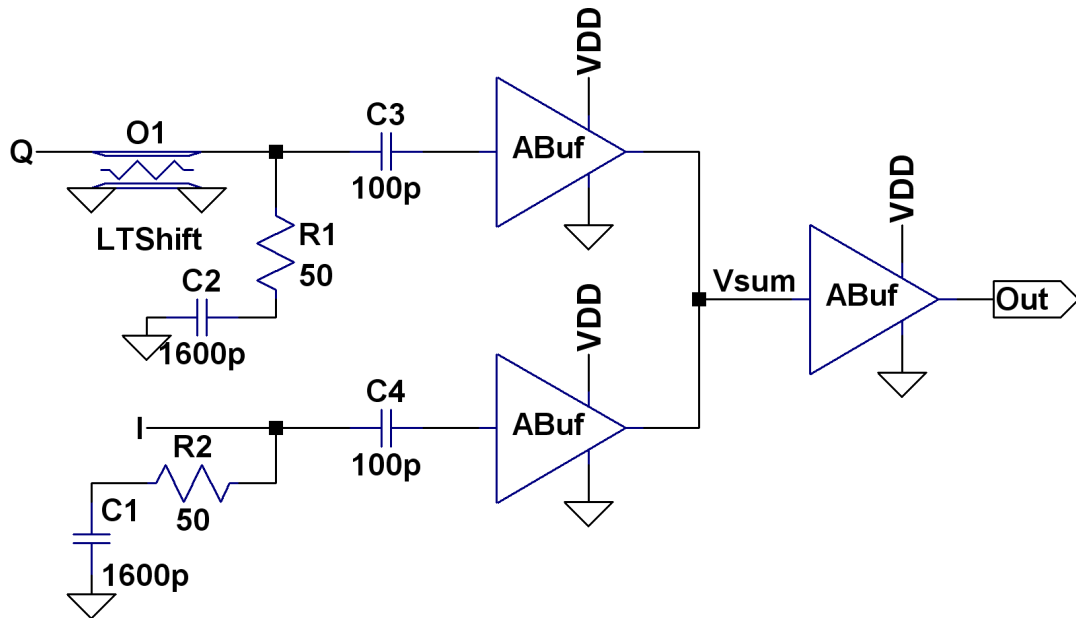 VDD
O1
C3
Q
ABuf
100p
LTShift
R1
50
C2
1600p
VDD
VDD
Vsum
ABuf
Out
C4
I
ABuf
100p
R2
50
C1
1600p